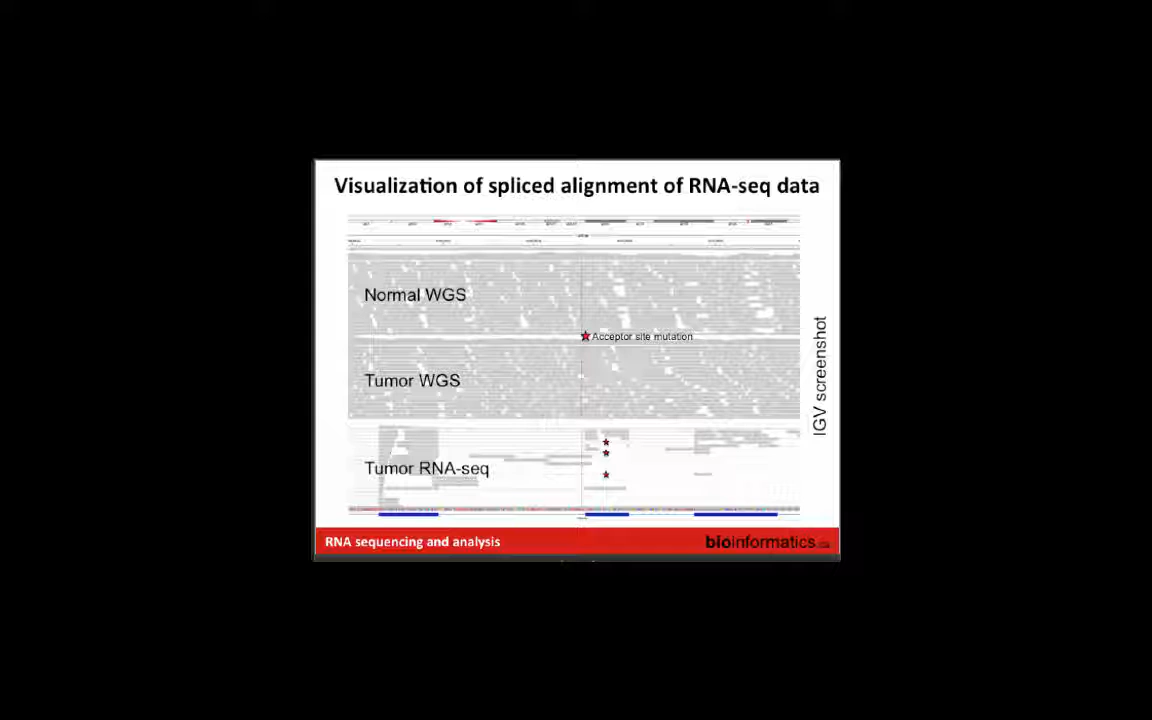 Visualization of spliced alignment of RNA-seq data
Normal WGS
Acceptor site mutation
Tumor WGS
IGV screenshot
Tumor RNA-seq
RNA sequencing and analysis
bioinformatics.ca